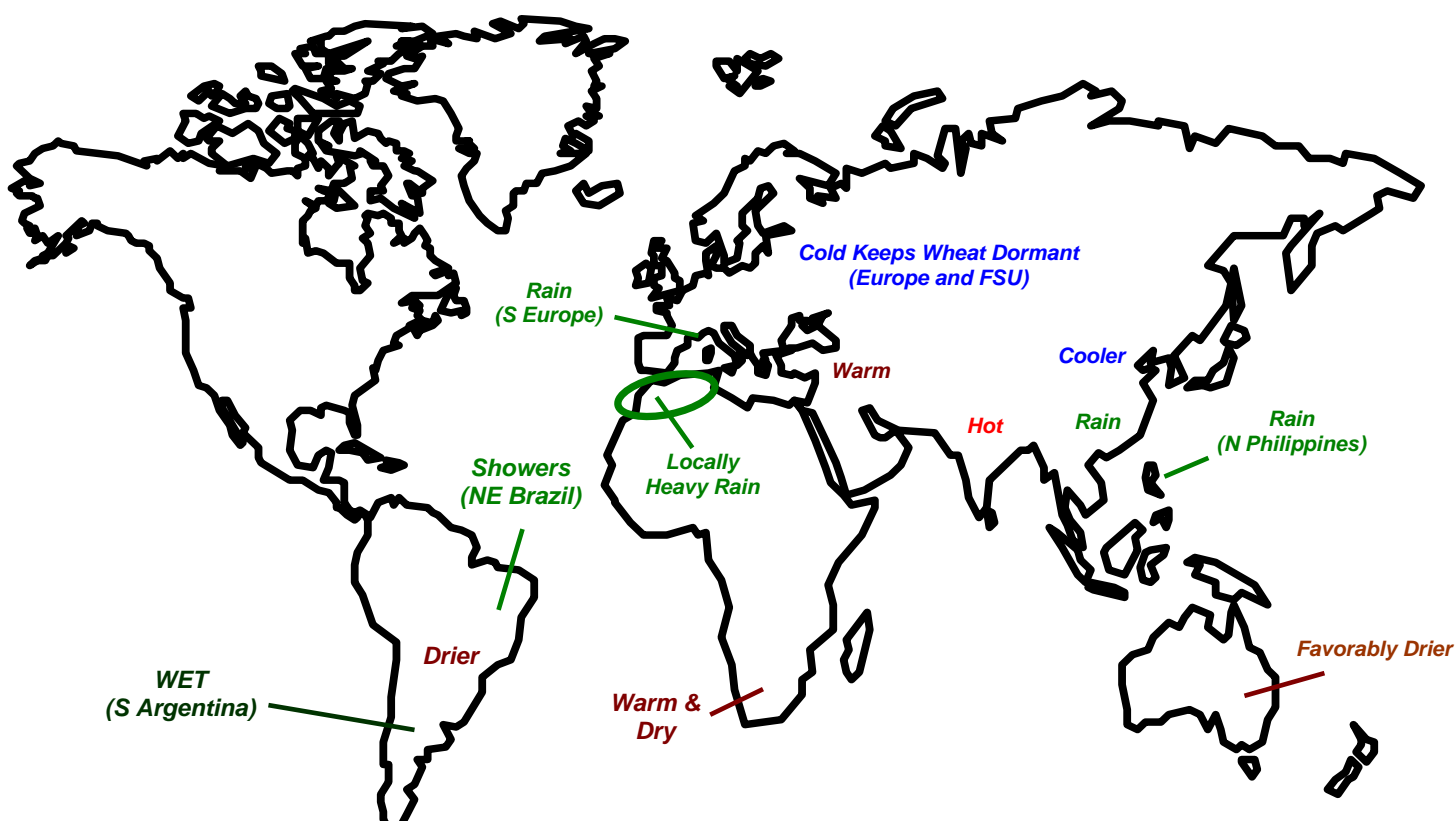 Cold Keeps Wheat Dormant
(Europe and FSU)
Rain
(S Europe)
Cooler
Warm
Hot
Rain
Rain
(N Philippines)
Showers
(NE Brazil)
Locally
Heavy Rain
Drier
Favorably Drier
WET
(S Argentina)
Warm &
Dry